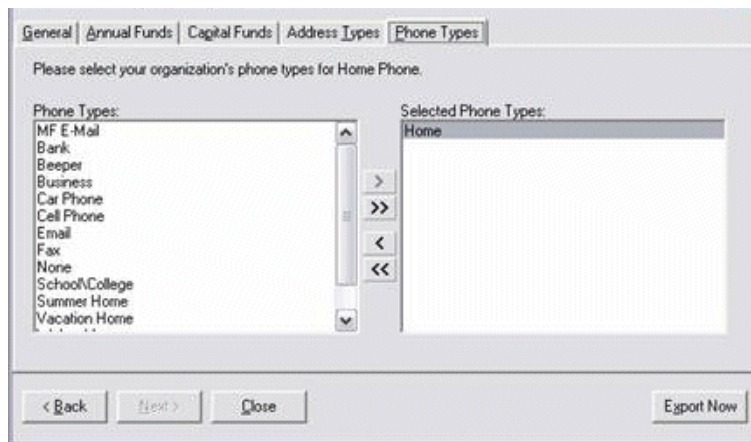 General Annual Funds Capital Funds Address Types Phone Types
Please select your organization's phone types for Home Phone.
Phone Types: Selected Phone Types:
MF E-Mail Home
Bank
Beeper
Business
Car Phone
Cell Phone
Email
Fax
None
School\College
Summer Home
Vacation Home
>
>>
<
<<
< Back Next > Close Export Now